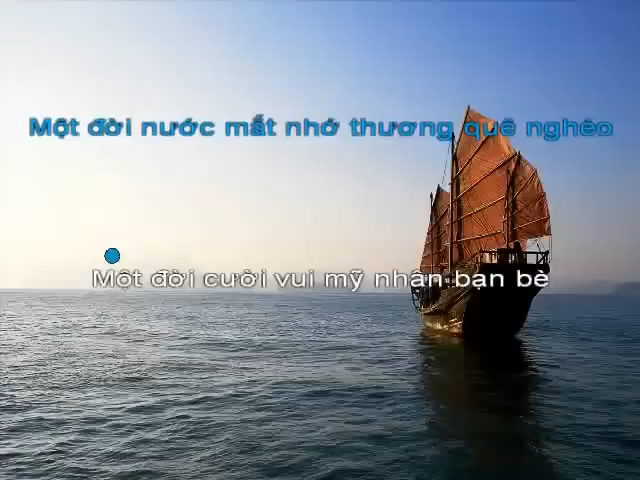 Một đời nước mắt nhớ thương quê nghèo
Một đời cười vui mỹ nhân bạn bè